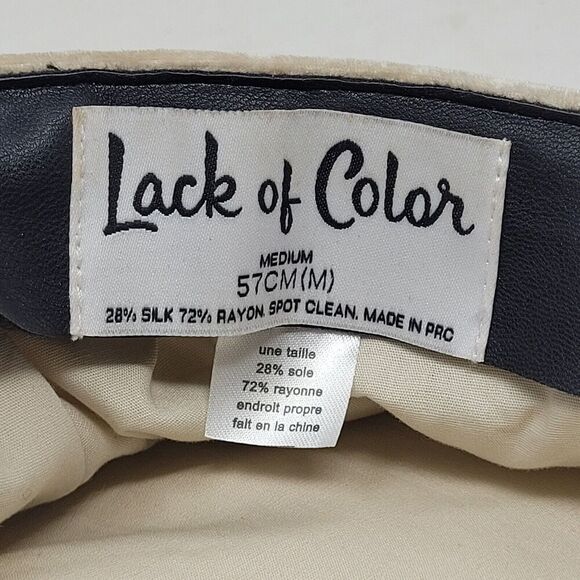 Lack of Color
MEDIUM
57CM(M)
28% SILK 72% RAYON. SPOT CLEAN. MADE IN PRC
une taille
28% sole
72% rayonne
endroit propre
fait en la chine